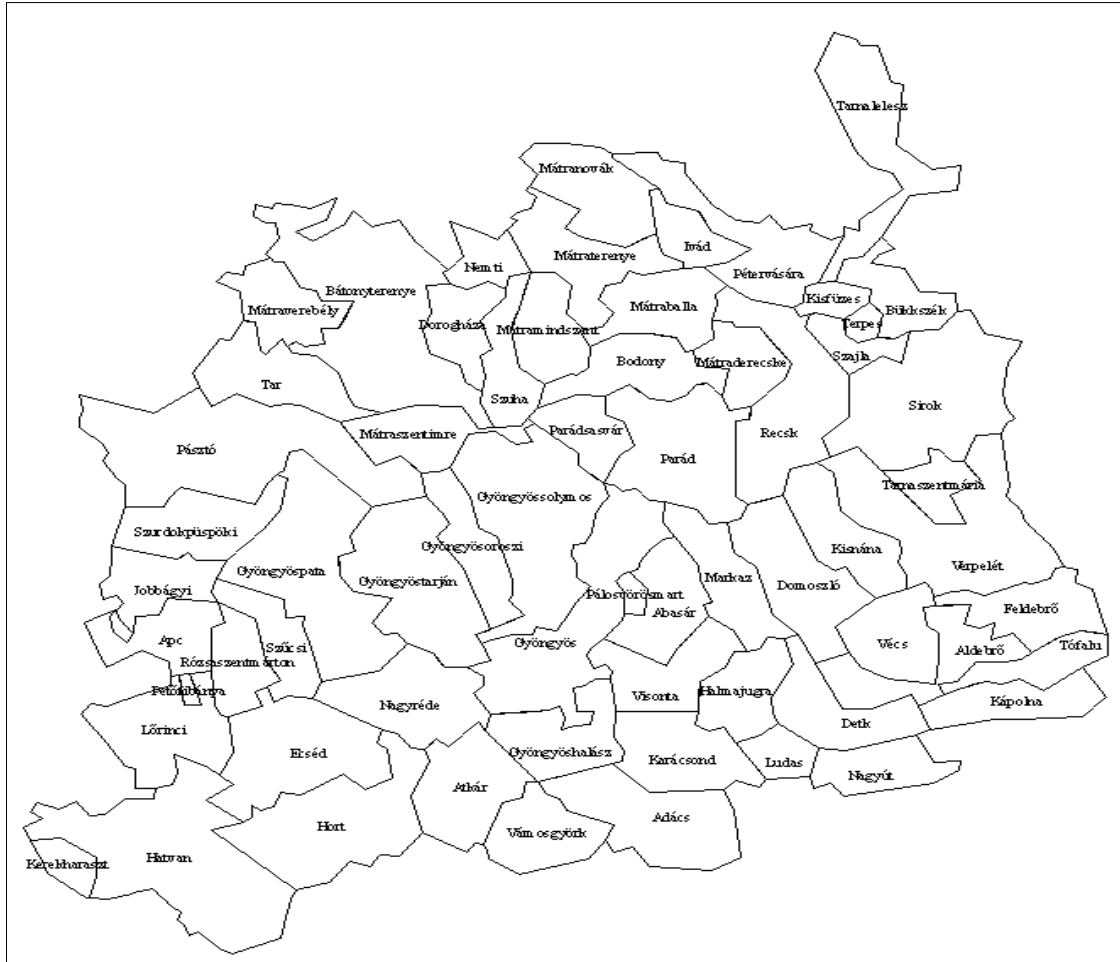 Tarnalelesz
Mátranovák
Ivád
Mátraterenye
Nemti
Pétervására
Bátonyterenye
Kisfüzes
Mátraverebély
Mátraballa
Bükkszék
Dorogháza
Mátramindszent
Terpes
Szajla
Bodony
Mátraderecske
Tar
Szuha
Sirok
Parádsasvár
Recsk
Mátraszentimre
Pásztó
Parád
Tarnaszentmária
Gyöngyössolymos
Szurdokpüspöki
Gyöngyösoroszi
Kisnána
Verpelét
Gyöngyöspata
Gyöngyöstarján
Markaz
Domoszló
Jobbágyi
Pálosvörösmart
Abasár
Feldebrő
Apc
Szűcsi
Gyöngyös
Vécs
Aldebrő
Tófalu
Rózsaszentmárton
Petőfibánya
Nagyréde
Visonta
Halmajugra
Kápolna
Lőrinci
Detk
Ecséd
Gyöngyöshalász
Karácsond
Ludas
Nagyút
Atkár
Adács
Hort
Vámosgyörk
Hatvan
Kerekharaszt